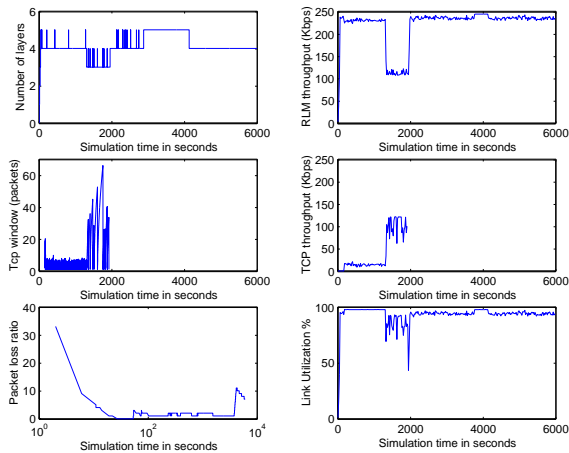 Number of layers
6
4
2
0
0 2000 4000 6000
Simulation time in seconds
RLM throughput (Kbps)
250
200
150
100
50
0
0 2000 4000 6000
Simulation time in seconds
Tcp window (packets)
60
40
20
0
0 2000 4000 6000
Simulation time in seconds
TCP throughput (Kbps)
250
200
150
100
50
0
0 2000 4000 6000
Simulation time in seconds
Packet loss ratio
40
30
20
10
0
10^0 10^2 10^4
Simulation time in seconds
Link Utilization %
100
50
0
0 2000 4000 6000
Simulation time in seconds